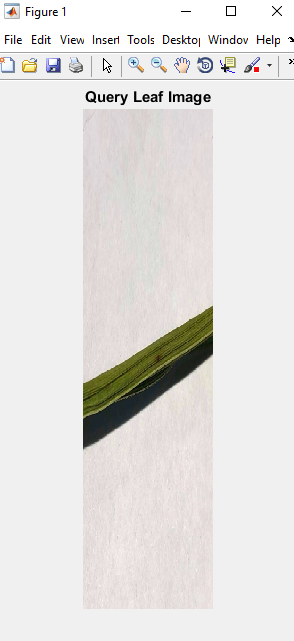 Figure 1
File Edit View Insert Tools Desktop Window Help
Query Leaf Image